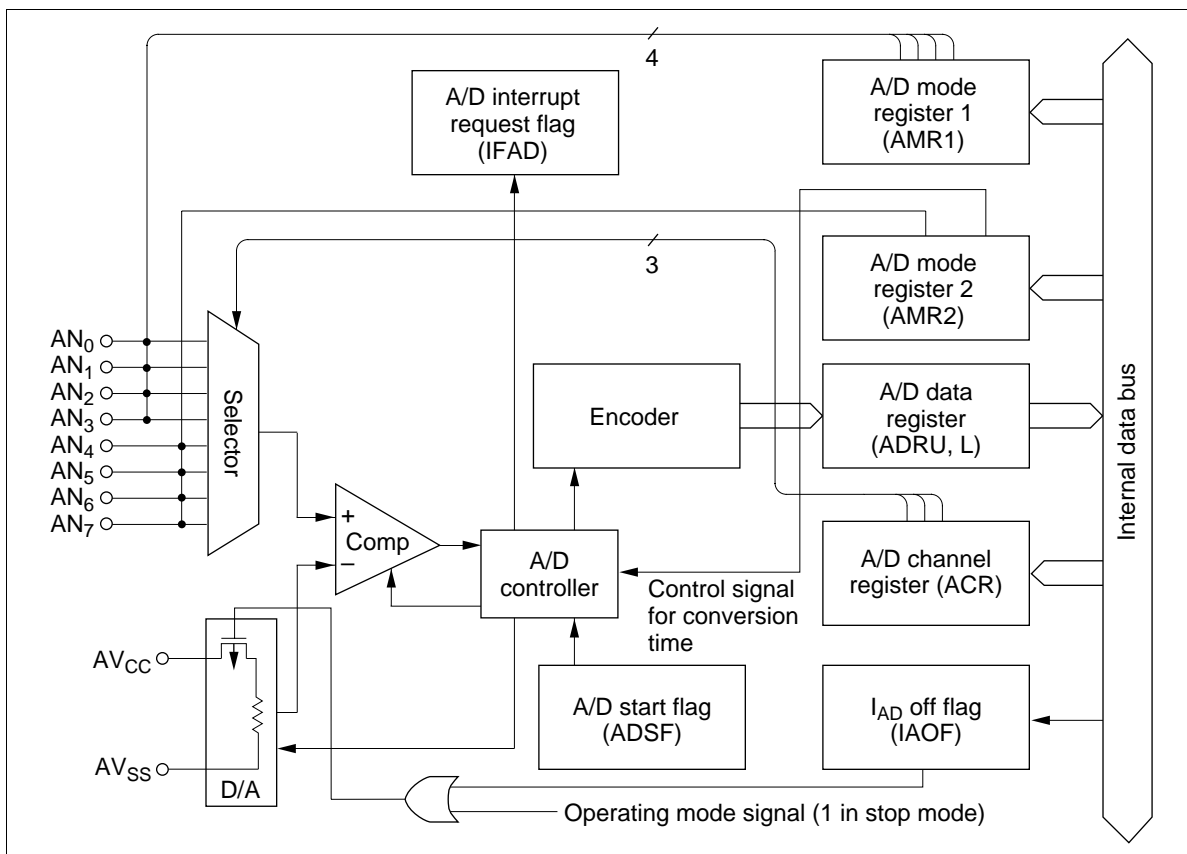 4
A/D mode
register 1
(AMR1)
A/D interrupt
request flag
(IFAD)
3
A/D mode
register 2
(AMR2)
AN0
AN1
AN2
AN3
AN4
AN5
AN6
AN7
Selector
Encoder
A/D data
register
(ADRU, L)
Internal data bus
+
Comp
−
A/D
controller
Control signal
for conversion
time
A/D channel
register (ACR)
AVCC
AVSS
D/A
A/D start flag
(ADSF)
IAD off flag
(IAOF)
Operating mode signal (1 in stop mode)